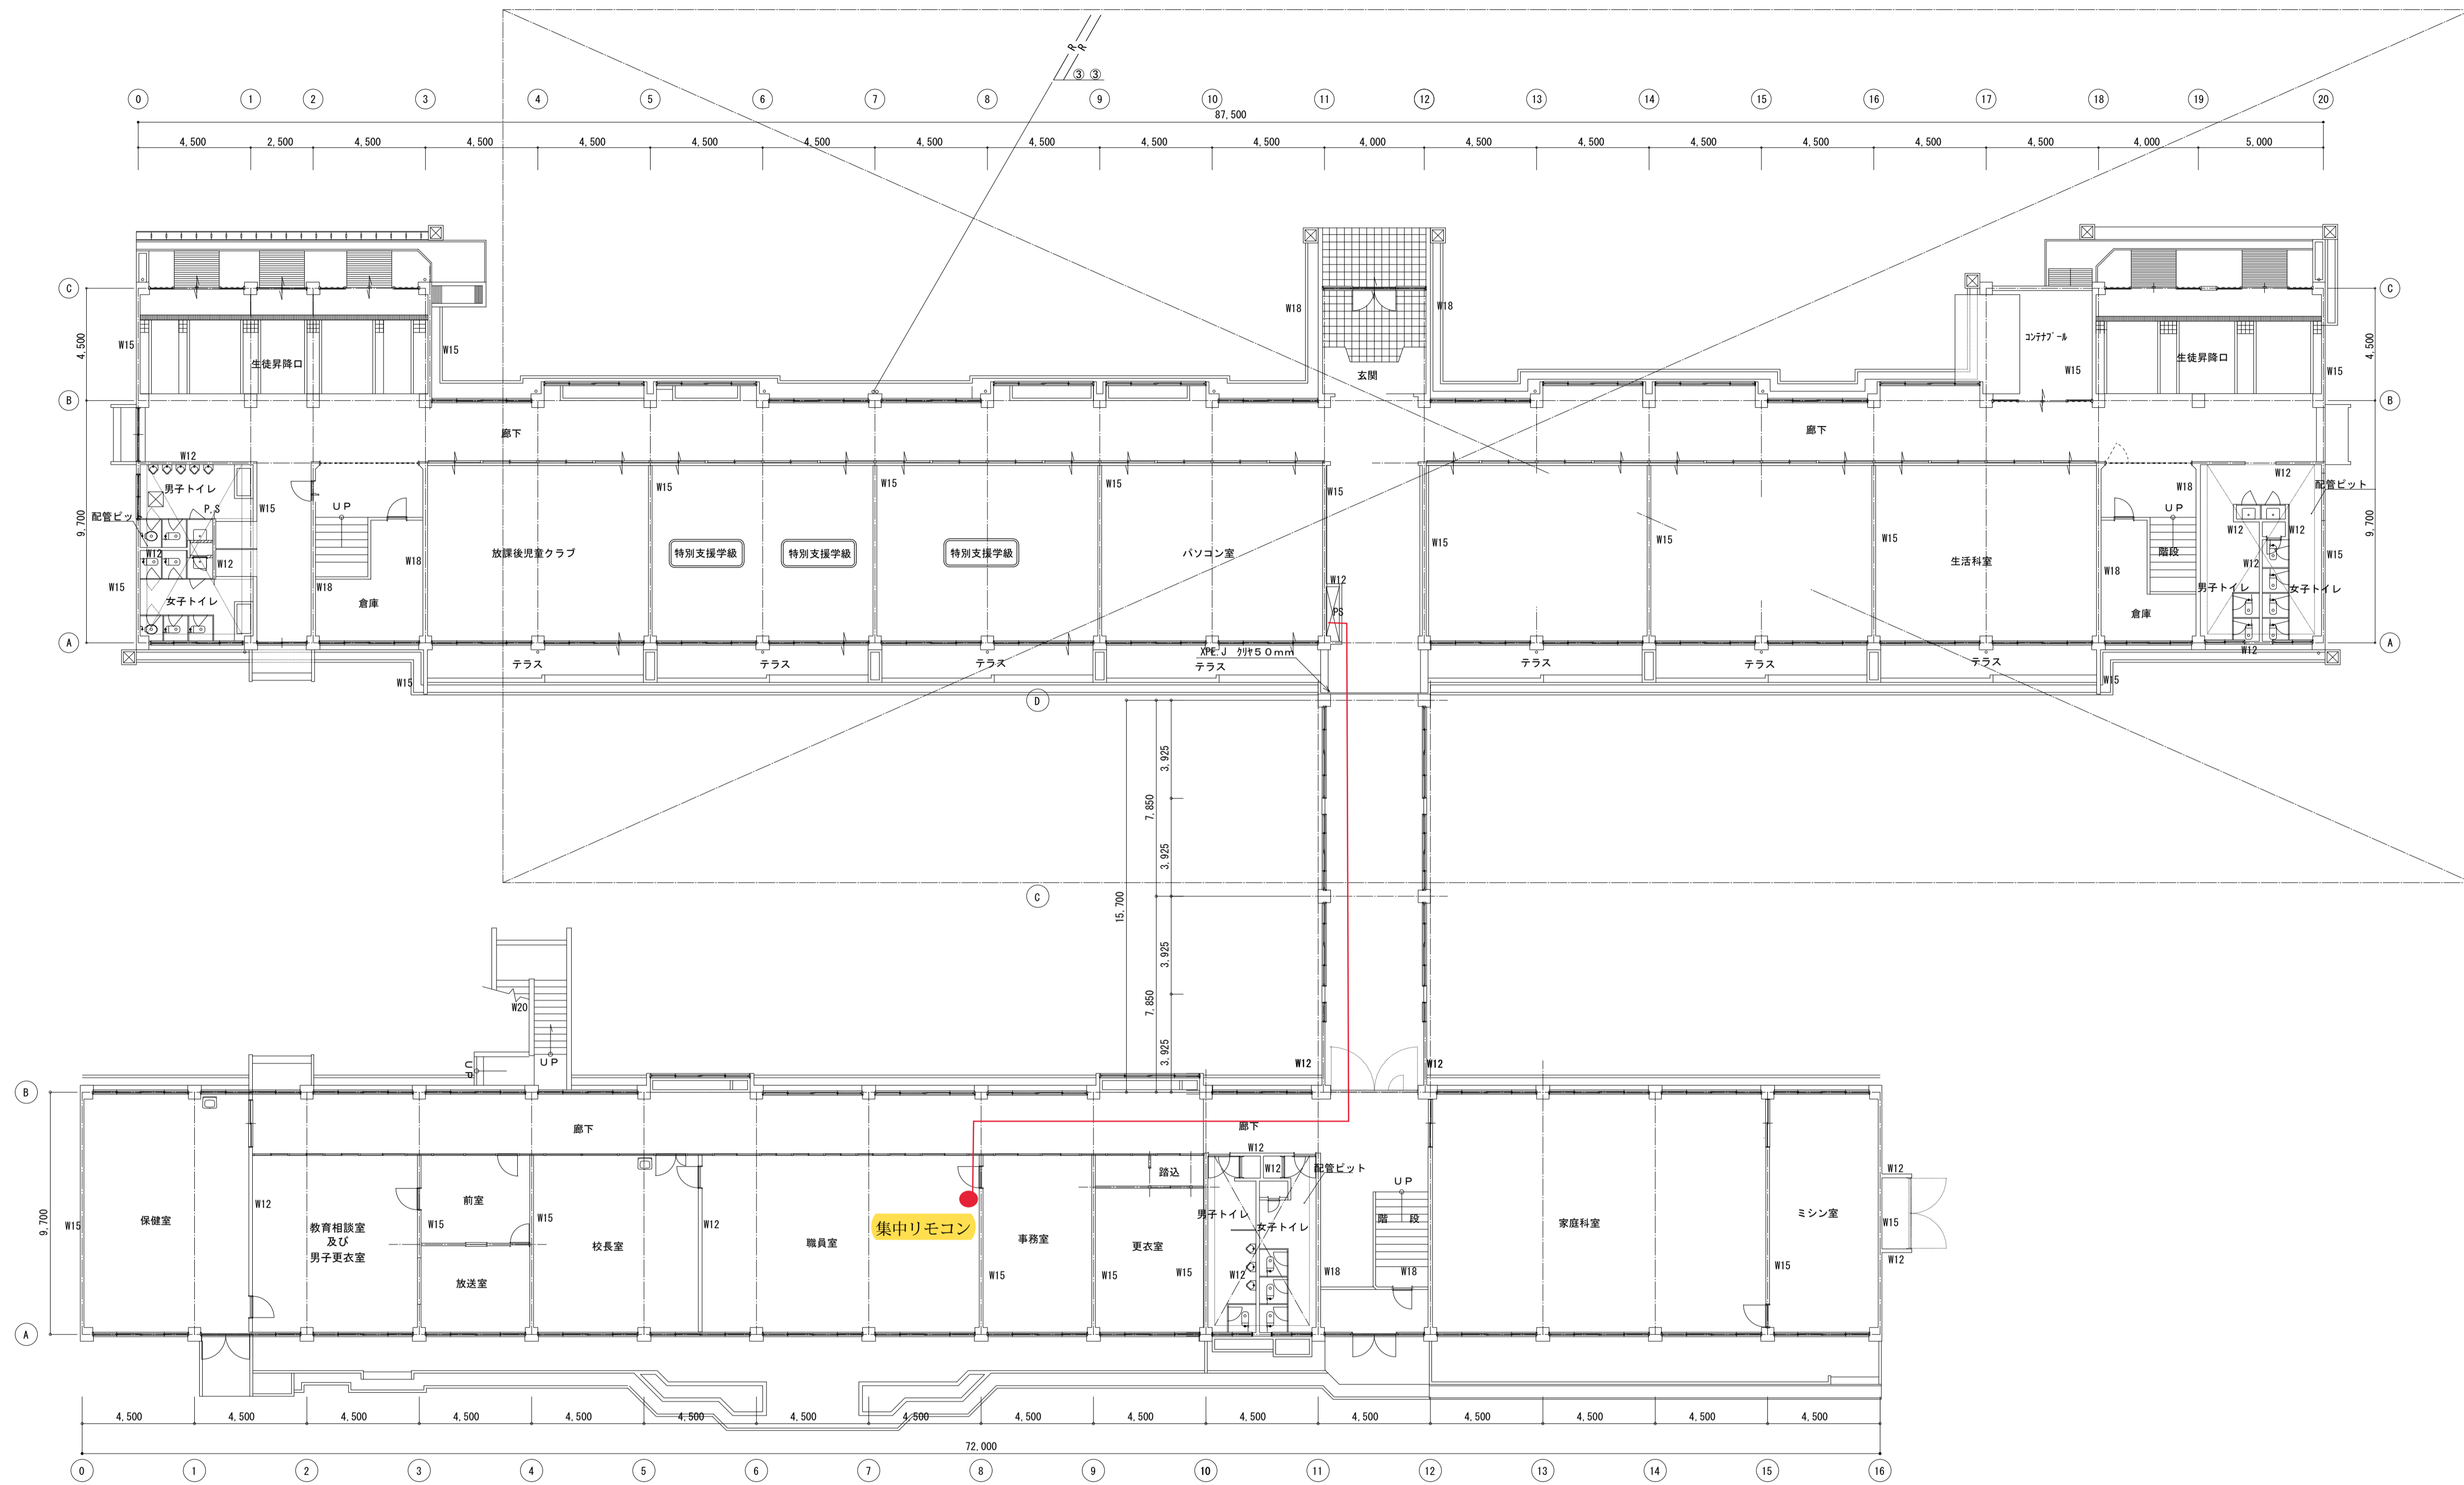 R
R
③ ③
0 1 2 3 4 5 6 7 8 9 10 11 12 13 14 15 16 17 18 19 20
87,500
4,500 2,500 4,500 4,500 4,500 4,500 4,500 4,500 4,500 4,500 4,500 4,000 4,500 4,500 4,500 4,500 4,500 4,500 4,000 5,000
C C
W18 W18
4,500 W15 W15 コンテナプール W15 W15 4,500
生徒昇降口 玄関 生徒昇降口
B B
廊下 廊下
W12 W12
男子トイレ W15 W15 W15 W15 W18 配管ピット
P,S W15 UP UP
配管ピッ W12 W12
9,700 9,700
W12 W12 W18 放課後児童クラブ 特別支援学級 特別支援学級 特別支援学級 パソコン室 W15 W15 W15 生活科室 階段 W12 W15
W15 W18 W12 W18 男子トイレ 女子トイレ
女子トイレ 倉庫 PS 倉庫
A A
XPE.J クリヤ50mm W12
テラス テラス テラス テラス テラス テラス テラス
W15 W15
D
3,925
7,850
3,925
15,700
C
3,925
7,850
3,925
W20
UP UP
W12 W12
B
廊下 廊下
W12
踏込 W12 配管ピット W12
UP
前室
9,700 W15 保健室 W12 教育相談室
及び
男子更衣室
W15 W15 校長室 W12 職員室 集中リモコン 事務室 更衣室 男子トイレ 女子トイレ 階 段 家庭科室 ミシン室 W15
放送室 W15 W15 W15 W12 W18 W18 W15 W12
A
4,500 4,500 4,500 4,500 4,500 4,500 4,500 4,500 4,500 4,500 4,500 4,500 4,500 4,500 4,500 4,500
72,000
0 1 2 3 4 5 6 7 8 9 10 11 12 13 14 15 16